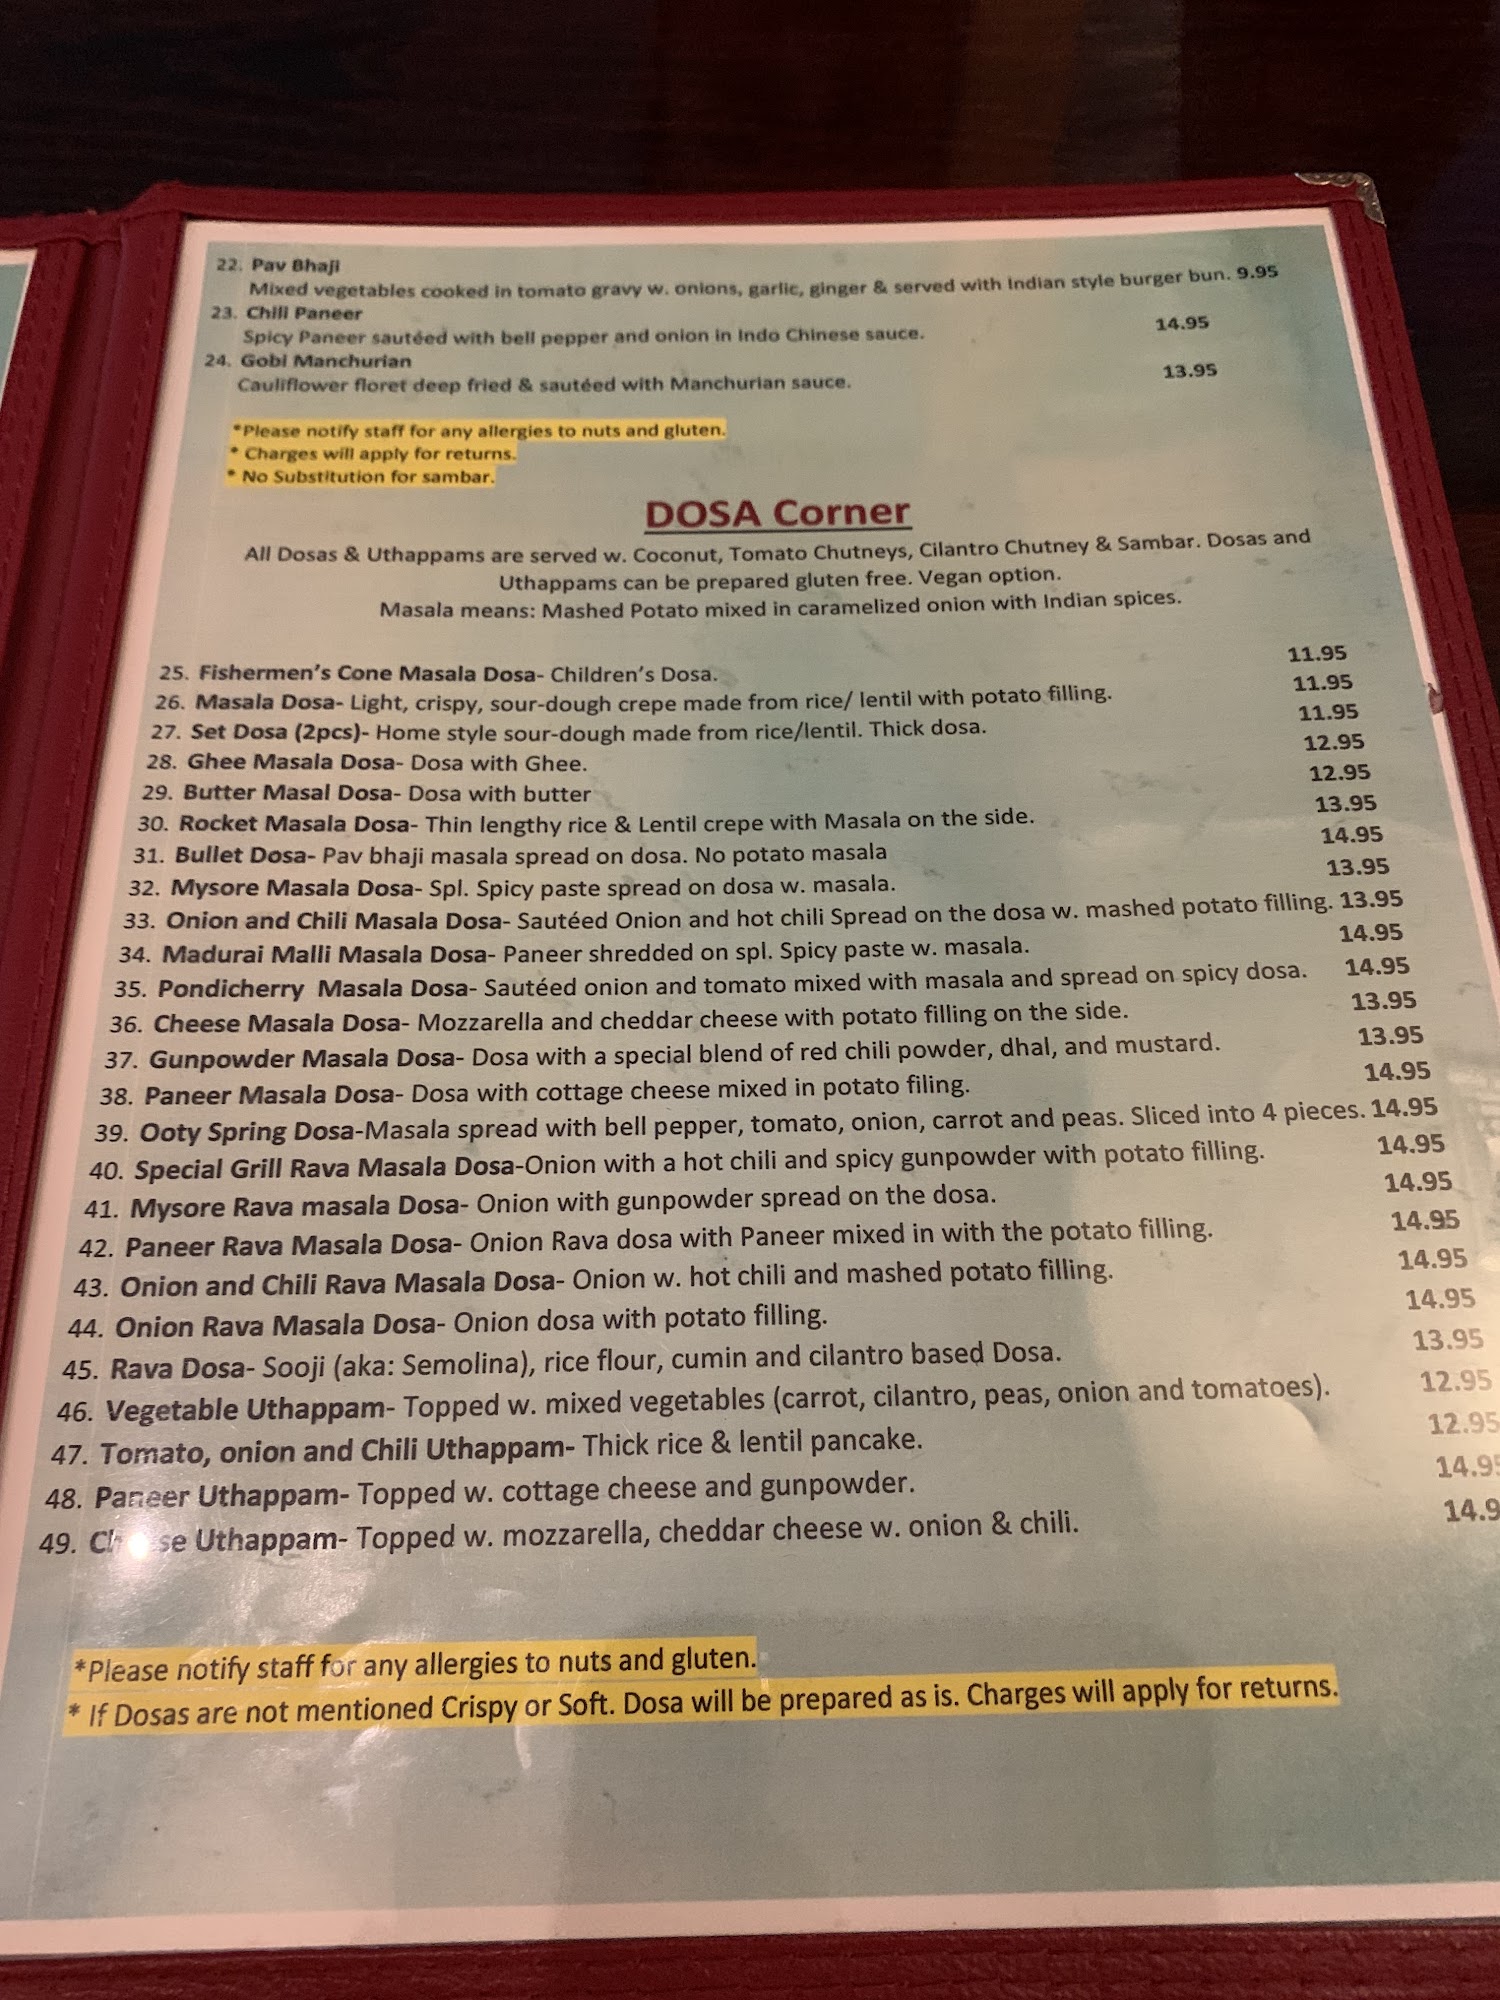 22. Pav Bhaji
Mixed vegetables cooked in tomato gravy w. onions, garlic, ginger & served with Indian style burger bun. 9.95
23. Chili Paneer
Spicy Paneer sautéed with bell pepper and onion in Indo Chinese sauce. 14.95
24. Gobi Manchurian
Cauliflower floret deep fried & sautéed with Manchurian sauce. 13.95
*Please notify staff for any allergies to nuts and gluten.
* Charges will apply for returns.
* No Substitution for sambar.
DOSA Corner
All Dosas & Uthappams are served w. Coconut, Tomato Chutneys, Cilantro Chutney & Sambar. Dosas and
Uthappams can be prepared gluten free. Vegan option.
Masala means: Mashed Potato mixed in caramelized onion with Indian spices.
25. Fishermen's Cone Masala Dosa- Children's Dosa. 11.95
26. Masala Dosa- Light, crispy, sour-dough crepe made from rice/ lentil with potato filling. 11.95
27. Set Dosa (2pcs)- Home style sour-dough made from rice/lentil. Thick dosa. 11.95
28. Ghee Masala Dosa- Dosa with Ghee. 12.95
29. Butter Masal Dosa- Dosa with butter 12.95
30. Rocket Masala Dosa- Thin lengthy rice & Lentil crepe with Masala on the side. 13.95
31. Bullet Dosa- Pav bhaji masala spread on dosa. No potato masala 14.95
32. Mysore Masala Dosa- Spl. Spicy paste spread on dosa w. masala. 13.95
33. Onion and Chili Masala Dosa- Sautéed Onion and hot chili Spread on the dosa w. mashed potato filling. 13.95
34. Madurai Malli Masala Dosa- Paneer shredded on spl. Spicy paste w. masala. 14.95
35. Pondicherry Masala Dosa- Sautéed onion and tomato mixed with masala and spread on spicy dosa. 14.95
36. Cheese Masala Dosa- Mozzarella and cheddar cheese with potato filling on the side. 13.95
37. Gunpowder Masala Dosa- Dosa with a special blend of red chili powder, dhal, and mustard. 13.95
38. Paneer Masala Dosa- Dosa with cottage cheese mixed in potato filing. 14.95
39. Ooty Spring Dosa-Masala spread with bell pepper, tomato, onion, carrot and peas. Sliced into 4 pieces. 14.95
40. Special Grill Rava Masala Dosa-Onion with a hot chili and spicy gunpowder with potato filling. 14.95
41. Mysore Rava masala Dosa- Onion with gunpowder spread on the dosa. 14.95
42. Paneer Rava Masala Dosa- Onion Rava dosa with Paneer mixed in with the potato filling. 14.95
43. Onion and Chili Rava Masala Dosa- Onion w. hot chili and mashed potato filling. 14.95
44. Onion Rava Masala Dosa- Onion dosa with potato filling. 14.95
45. Rava Dosa- Sooji (aka: Semolina), rice flour, cumin and cilantro based Dosa. 13.95
46. Vegetable Uthappam- Topped w. mixed vegetables (carrot, cilantro, peas, onion and tomatoes). 12.95
47. Tomato, onion and Chili Uthappam- Thick rice & lentil pancake. 12.95
48. Paneer Uthappam- Topped w. cottage cheese and gunpowder. 14.95
49. Uthappam- Topped w. mozzarella, cheddar cheese w. onion & chili. 14.9
*Please notify staff for any allergies to nuts and gluten.
* If Dosas are not mentioned Crispy or Soft. Dosa will be prepared as is. Charges will apply for returns.